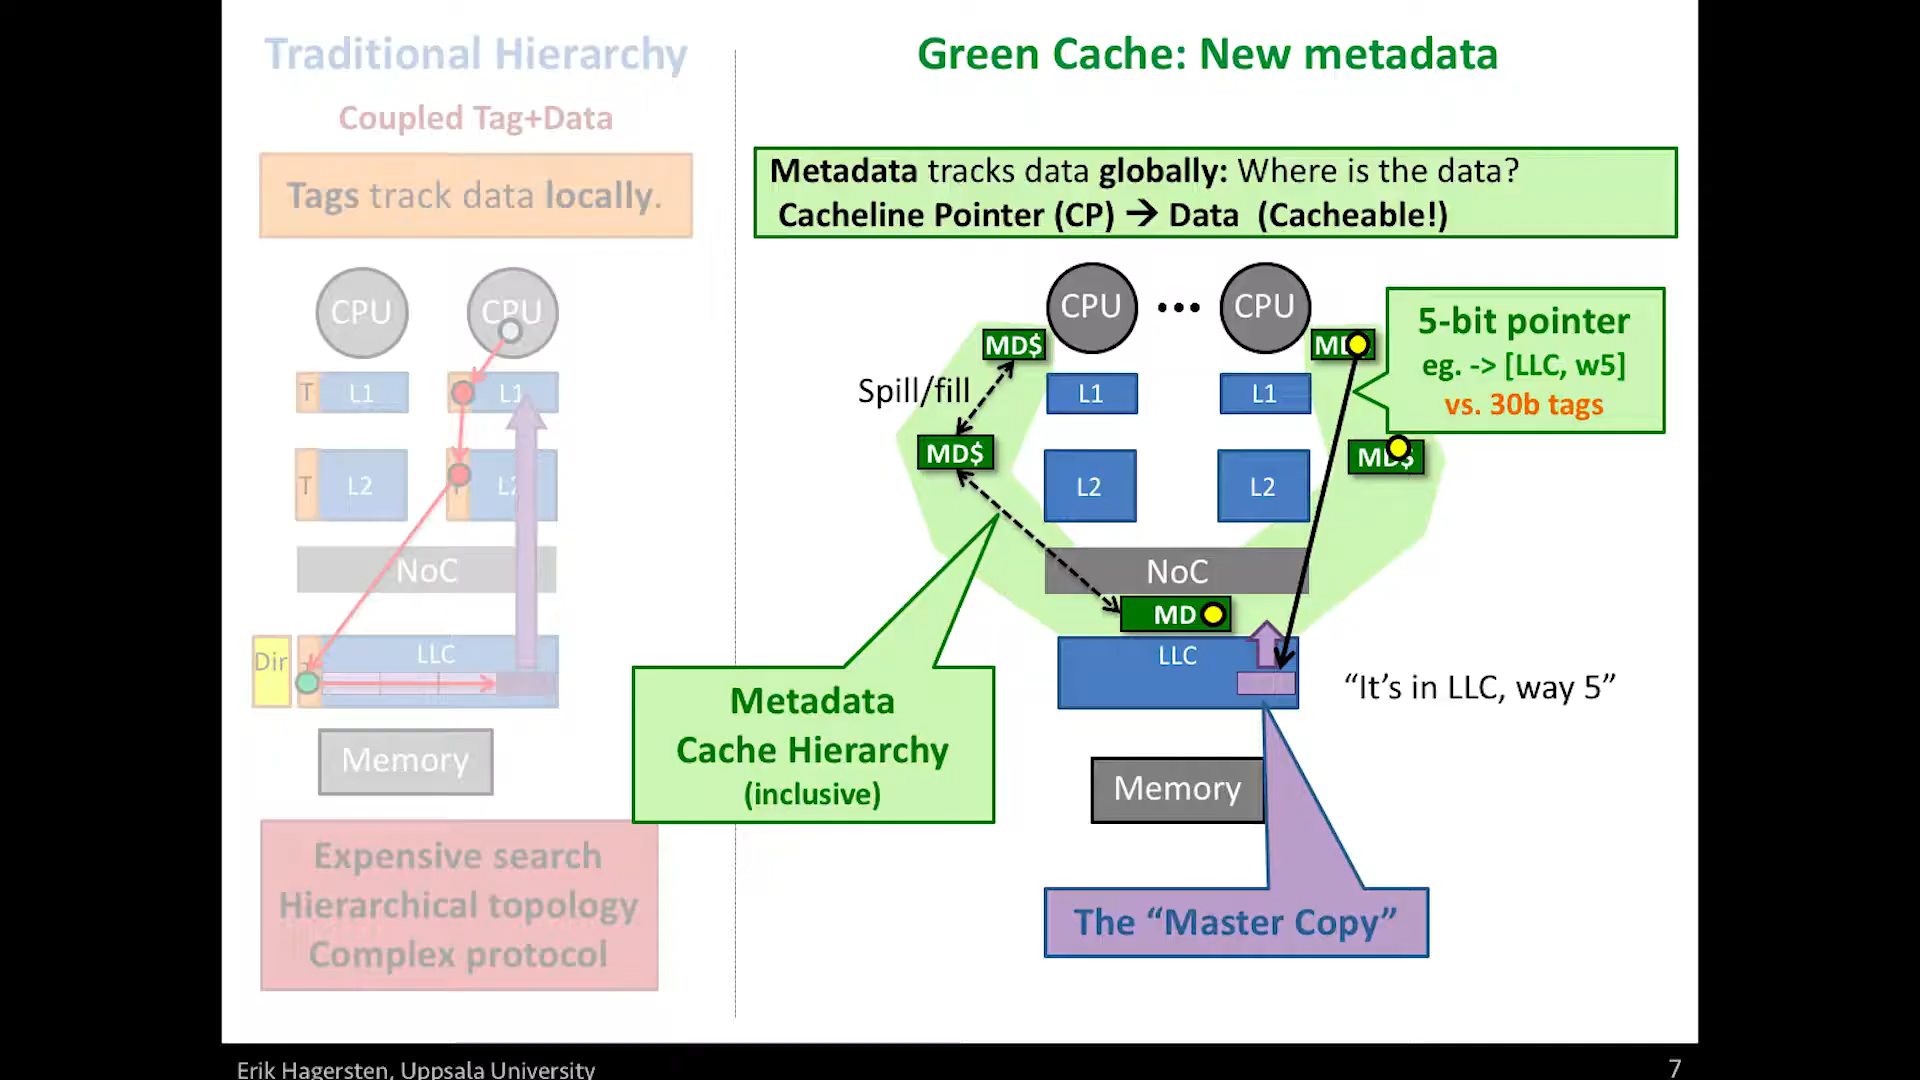 Traditional Hierarchy
Coupled Tag+Data
Tags track data locally.
CPU
CPU
T
L1
L1
T
L2
NoC
Dir
LLC
Memory
Expensive search
Hierarchical topology
Complex protocol
Green Cache: New metadata
Metadata tracks data globally: Where is the data?
Cacheline Pointer (CP) → Data (Cacheable!)
CPU
•••
CPU
MD$
5-bit pointer
eg. -> [LLC, w5]
vs. 30b tags
Spill/fill
L1
L1
MD$
MD$
L2
L2
NoC
MD
LLC
"It's in LLC, way 5"
Metadata
Cache Hierarchy
(inclusive)
Memory
The "Master Copy"
Erik Hagersten, Uppsala University
7